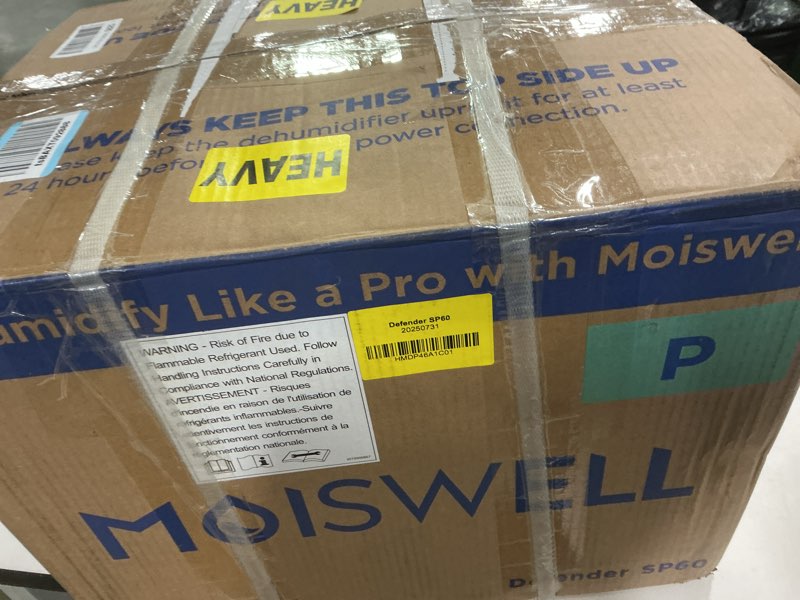 HEAVY
ALWAYS KEEP THIS TOP SIDE UP
Please keep the dehumidifier upright for at least
24 hours before power connection.
HEAVY
Dehumidify Like a Pro with Moiswell
WARNING - Risk of Fire due to
Flammable Refrigerant Used. Follow
Handling Instructions Carefully in
Compliance with National Regulations.
AVERTISSEMENT - Risques
d'incendie en raison de l'utilisation de
réfrigérants inflammables.-Suivre
attentivement les instructions de
fonctionnement conformément à la
réglementation nationale.
Defender SP60
20250731
HMDP46A1C01
P
MOISWELL
Defender SP60